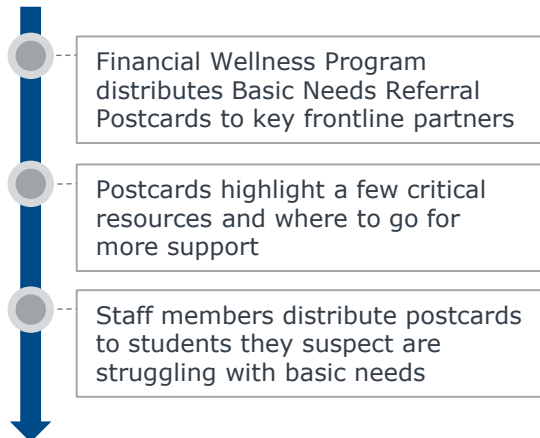 Financial Wellness Program
distributes Basic Needs Referral
Postcards to key frontline partners
Postcards highlight a few critical
resources and where to go for
more support
Staff members distribute postcards
to students they suspect are
struggling with basic needs